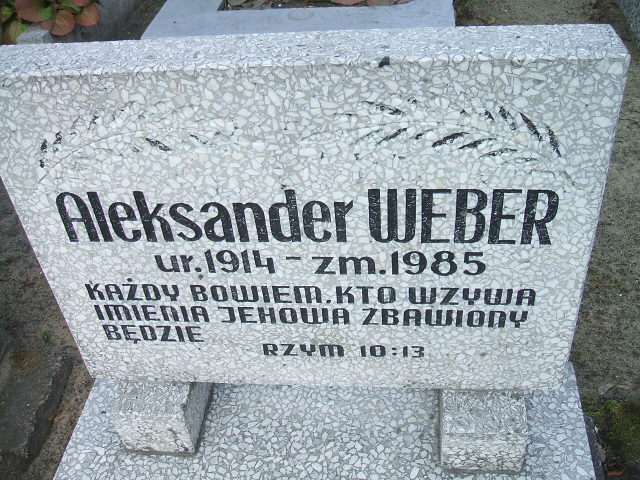 Aleksander WEBER
ur. 1914 - zm. 1985
KAŻDY BOWIEM, KTO WZYWA
IMIENIA JEHOWA ZBAWIONY
BĘDZIE
RZYM 10:13